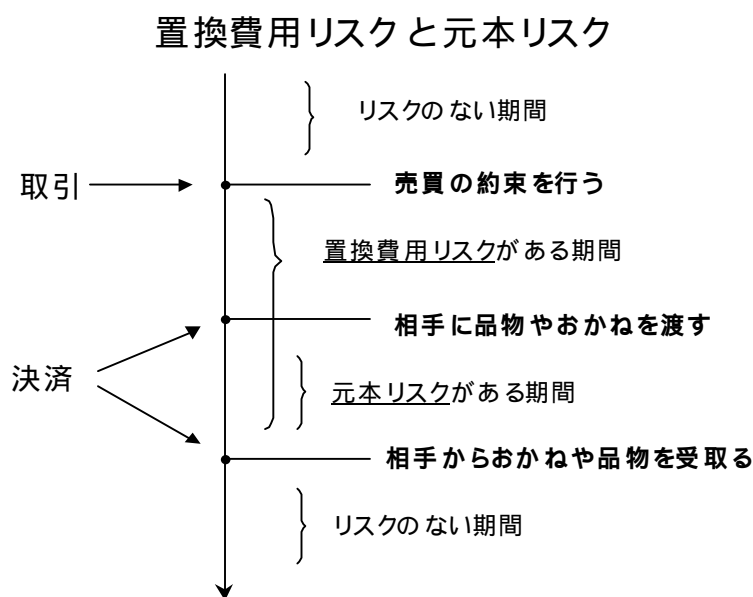 置換費用リスクと元本リスク
リスクのない期間
取引
売買の約束を行う
置換費用リスクがある期間
相手に品物やおかねを渡す
決済
元本リスクがある期間
相手からおかねや品物を受取る
リスクのない期間